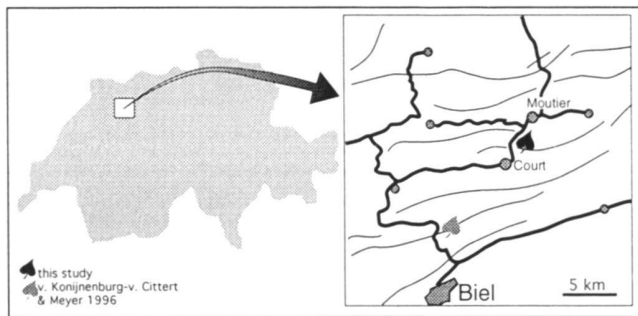 this study
v. Konijnenburg-v. Cittert
& Meyer 1996
Moutier
Court
Biel
5 km